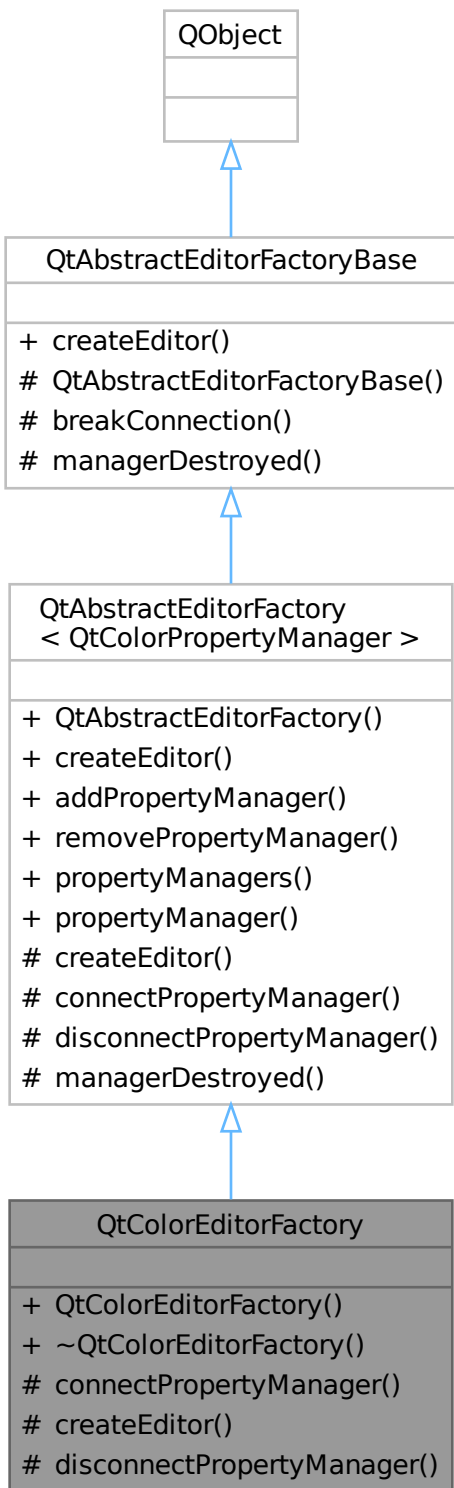 QObject
QtAbstractEditorFactoryBase
+ createEditor()
# QtAbstractEditorFactoryBase()
# breakConnection()
# managerDestroyed()
QtAbstractEditorFactory
< QtColorPropertyManager >
+ QtAbstractEditorFactory()
+ createEditor()
+ addPropertyManager()
+ removePropertyManager()
+ propertyManagers()
+ propertyManager()
# createEditor()
# connectPropertyManager()
# disconnectPropertyManager()
# managerDestroyed()
QtColorEditorFactory
+ QtColorEditorFactory()
+ ~QtColorEditorFactory()
# connectPropertyManager()
# createEditor()
# disconnectPropertyManager()